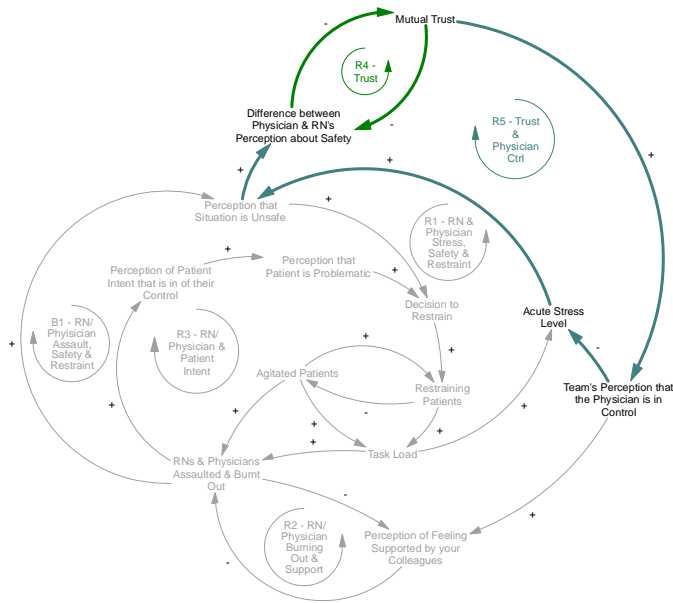 -
Mutual Trust
R4 -
Trust
Difference between
Physician & RN's
Perception about Safety
-
R5 - Trust
&
Physician
Ctrl
+
+
+
+
Perception that
Situation is Unsafe
R1 - RN &
Physician
Stress,
Safety &
Restraint
+
Perception that
Patient is Problematic
Perception of Patient
Intent that is in of their
Control
+
Decision to
Restrain
Acute Stress
Level
B1 - RN/
Phyisician
Assault,
Safety &
Restraint
R3 - RN/
Physician &
Patient
Intent
+
+
+
-
Agitated Patients
Restraining
Patients
Team's Perception that
the Physician is in
Control
+
+
-
+
+
+
+
Task Load
RNs & Physicians
Assaulted & Burnt
Out
-
+
R2 - RN/
Physician
Burning
Out &
Support
Perception of Feeling
Supported by your
Colleagues
-